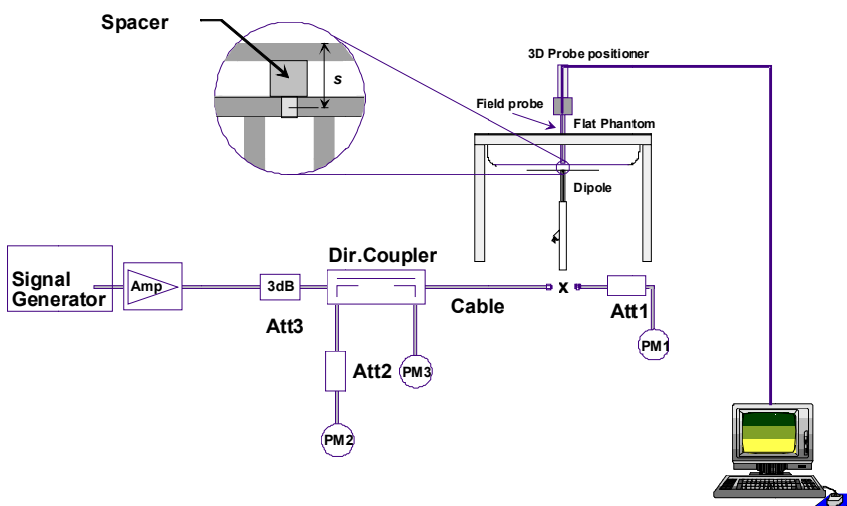 Spacer
s
3D Probe positioner
Field probe
Flat Phantom
Dipole
Signal
Generator
Amp
3dB
Att3
Dir.Coupler
Cable
x
Att1
PM1
Att2
PM3
PM2